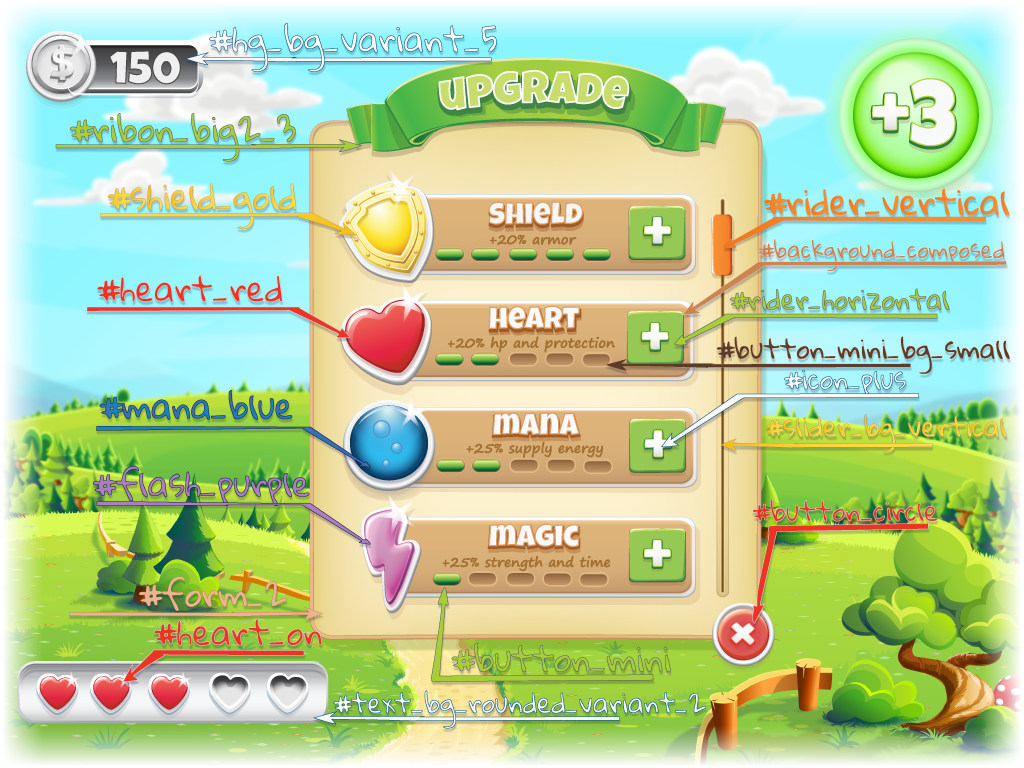 #hg_bg_variant_5
$ 150
UPGRADE
+3
#ribon_big2_3
#shield_gold
SHIELD
+20% armor
#rider_vertical
#background_composed
#heart_red
HEART
+20% hp and protection
#rider_horizontal
#button_mini_bg_small
#icon_plus
#mana_blue
MANA
+25% supply energy
#slider_bg_vertical
#flash_purple
MAGIC
+25% strength and time
#button_circle
#form_2
#heart_on
#button_mini
#text_bg_rounded_variant_2